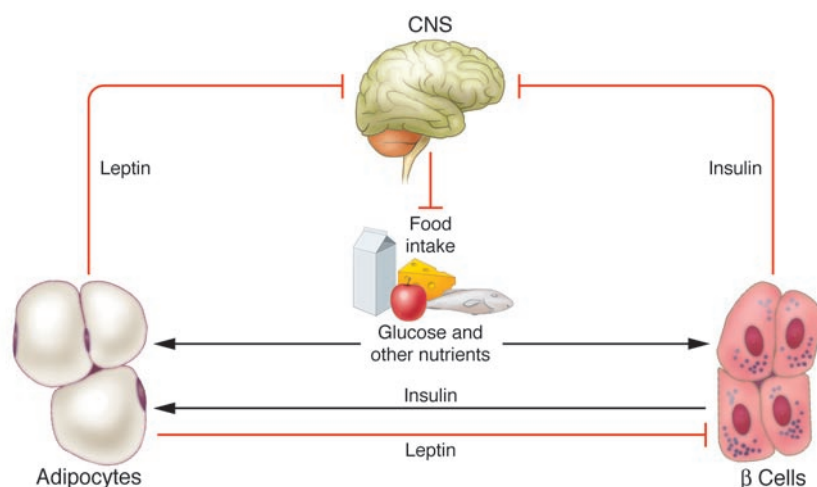 CNS
Leptin
Insulin
Food
intake
Glucose and
other nutrients
Insulin
Leptin
Adipocytes
β Cells